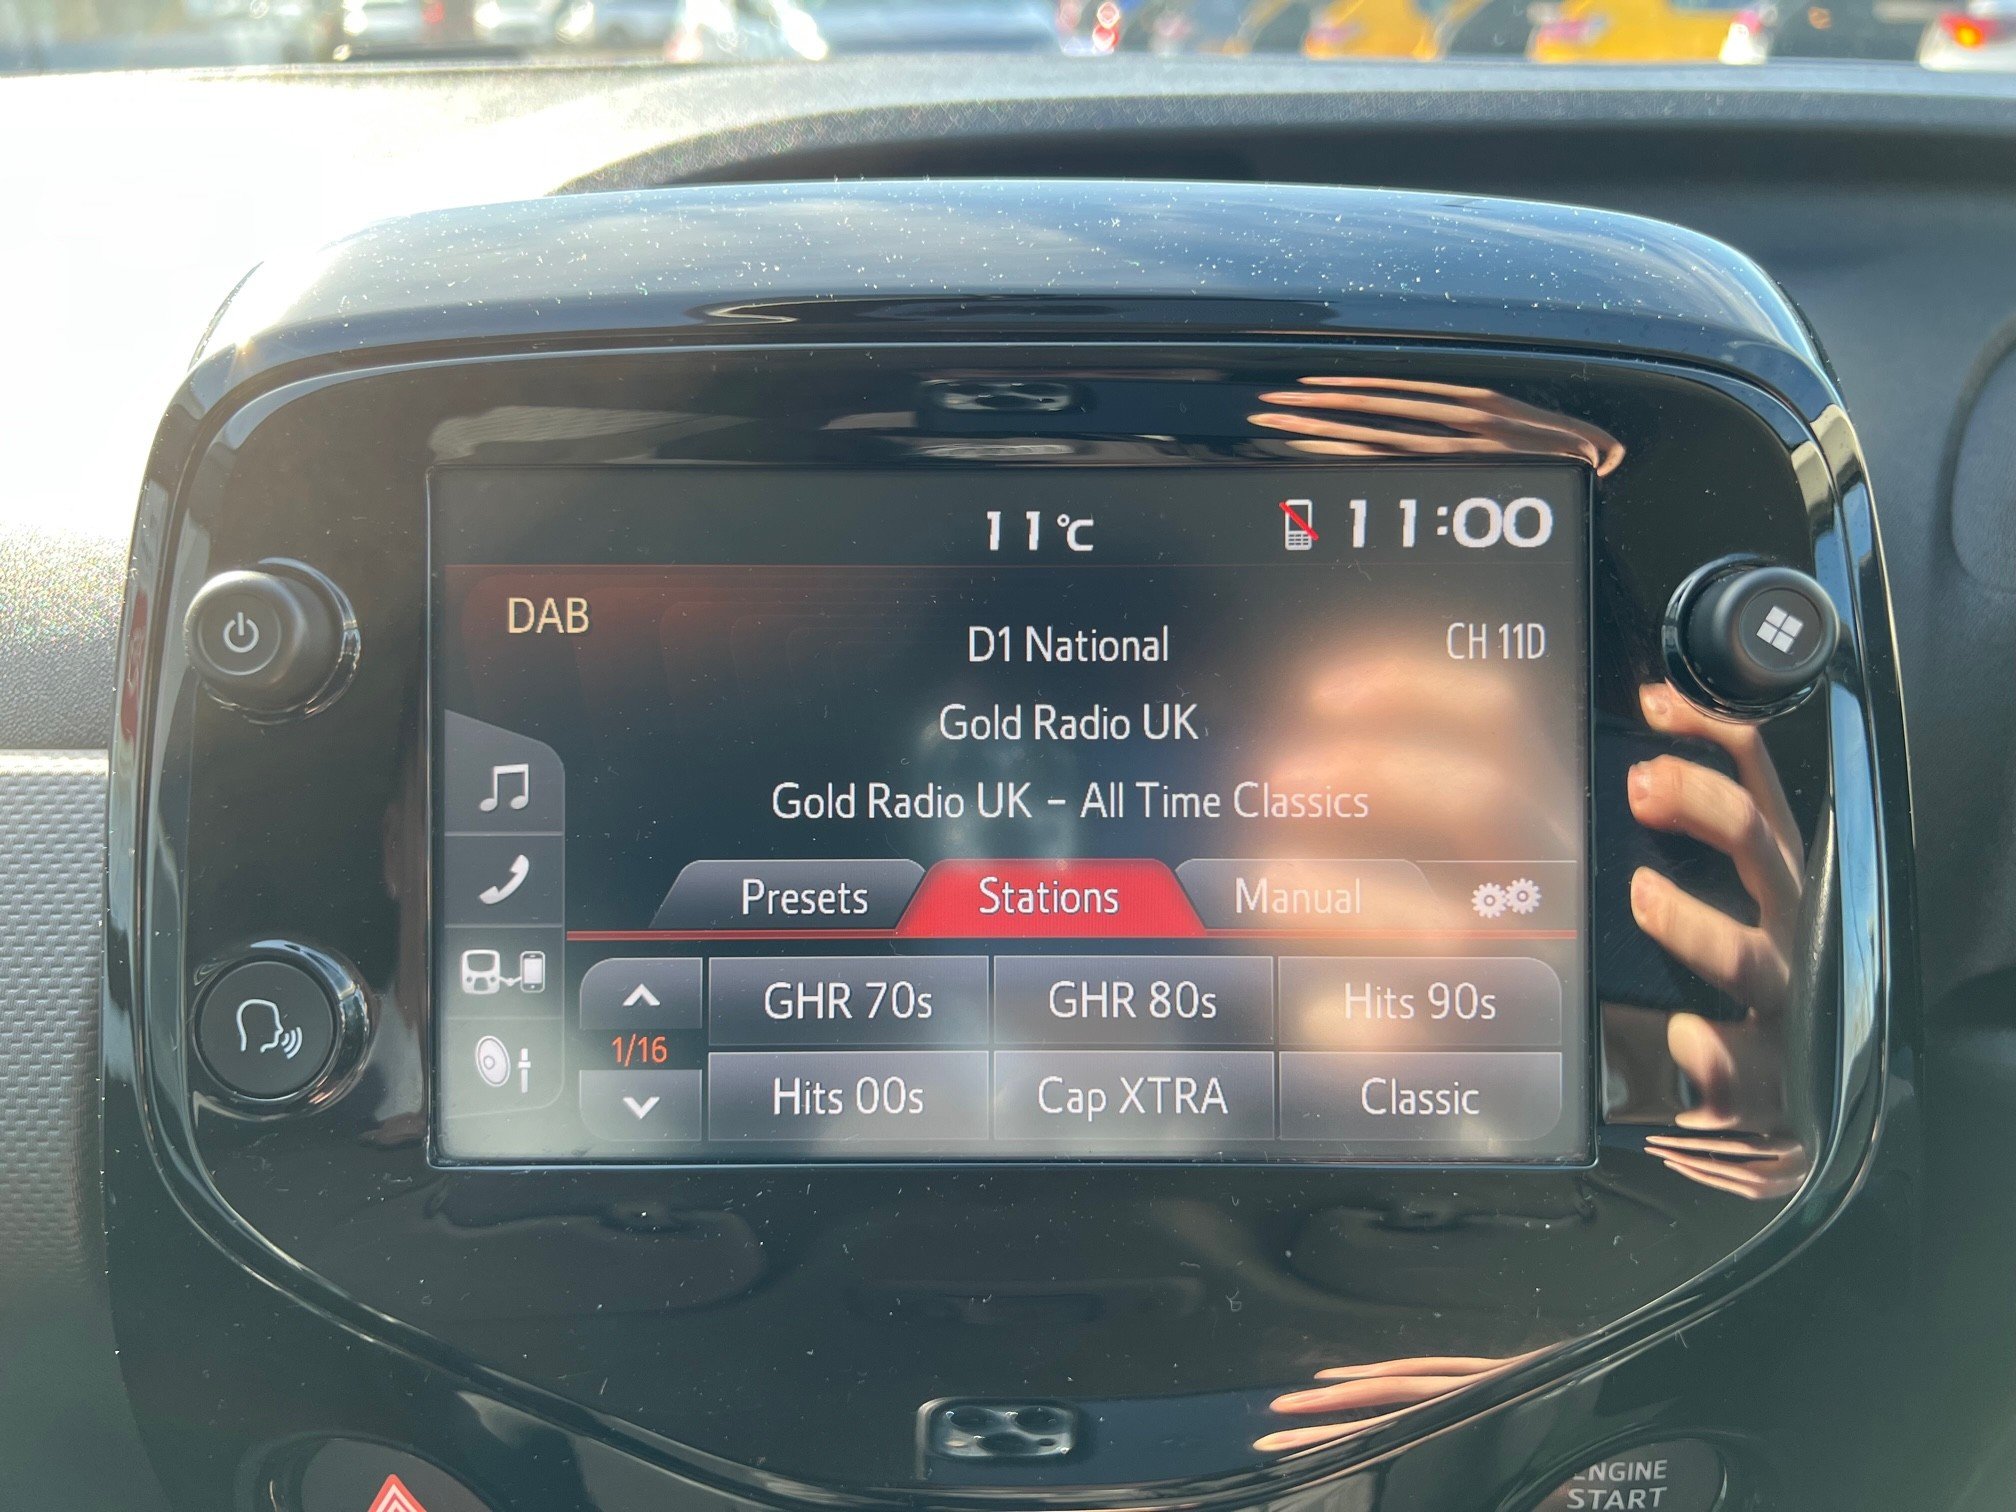 11°C
11:00
DAB
D1 National
CH 11D
Gold Radio UK
Gold Radio UK - All Time Classics
Presets
Stations
Manual
GHR 70s
GHR 80s
Hits 90s
1/16
Hits 00s
Cap XTRA
Classic
ENGINE
START